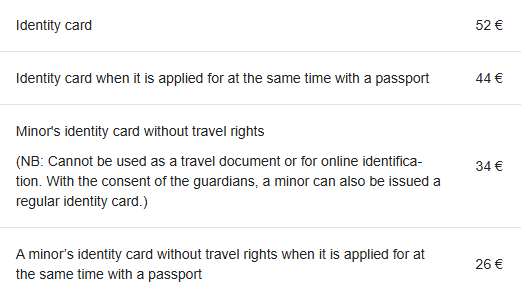 Identity card 52 €
Identity card when it is applied for at the same time with a passport 44 €
Minor's identity card without travel rights
(NB: Cannot be used as a travel document or for online identifica-
tion. With the consent of the guardians, a minor can also be issued a
regular identity card.)
34 €
A minor’s identity card without travel rights when it is applied for at
the same time with a passport
26 €